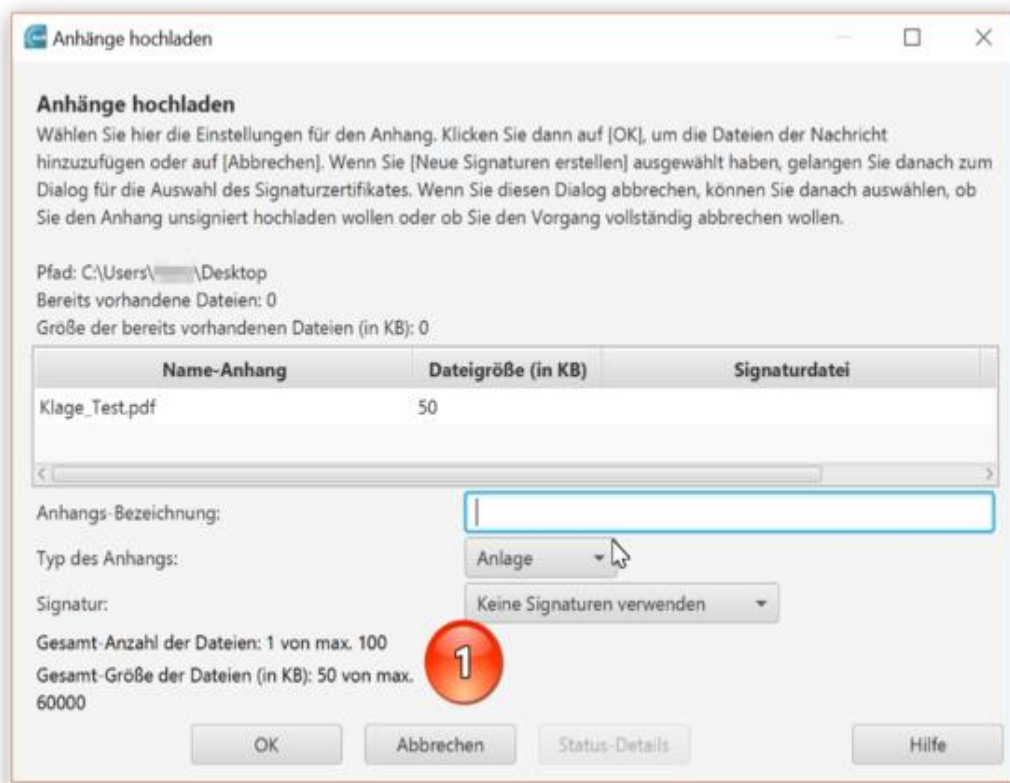 Anhänge hochladen
Anhänge hochladen
Wählen Sie hier die Einstellungen für den Anhang. Klicken Sie dann auf [OK], um die Dateien der Nachricht
hinzuzufügen oder auf [Abbrechen]. Wenn Sie [Neue Signaturen erstellen] ausgewählt haben, gelangen Sie danach zum
Dialog für die Auswahl des Signaturzertifikates. Wenn Sie diesen Dialog abbrechen, können Sie danach auswählen, ob
Sie den Anhang unsigniert hochladen wollen oder ob Sie den Vorgang vollständig abbrechen wollen.
Pfad: C:\Users\ \Desktop
Bereits vorhandene Dateien: 0
Größe der bereits vorhandenen Dateien (in KB): 0
Name-Anhang Dateigröße (in KB) Signaturdatei
Klage_Test.pdf 50
Anhangs-Bezeichnung:
Typ des Anhangs: Anlage
Signatur: Keine Signaturen verwenden
Gesamt-Anzahl der Dateien: 1 von max. 100
1
Gesamt-Größe der Dateien (in KB): 50 von max.
60000
OK Abbrechen Status-Details Hilfe